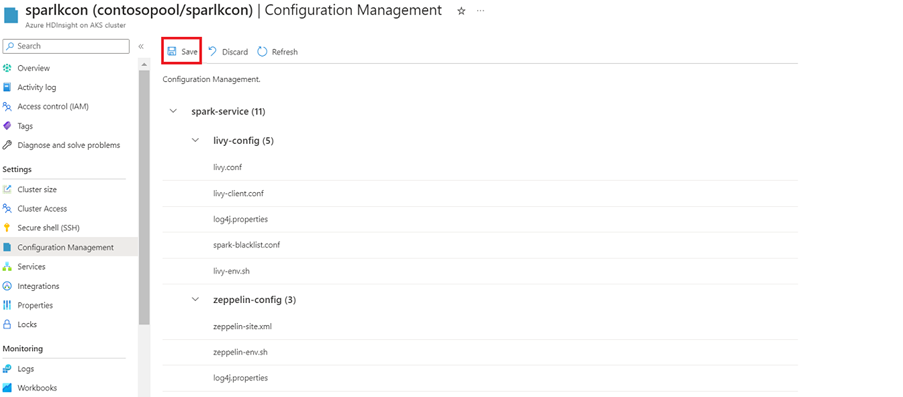 sparlkcon (contosopool/sparlkcon) | Configuration Management ☆ ...
Azure HDInsight on AKS cluster
Search
«
Save Discard Refresh
Overview
Activity log
Access control (IAM)
Tags
Diagnose and solve problems
Settings
Cluster size
Cluster Access
Secure shell (SSH)
Configuration Management
Services
Integrations
Properties
Locks
Monitoring
Logs
Workbooks
Configuration Management.
spark-service (11)
livy-config (5)
livy.conf
livy-client.conf
log4j.properties
spark-blacklist.conf
livy-env.sh
zeppelin-config (3)
zeppelin-site.xml
zeppelin-env.sh
log4j.properties